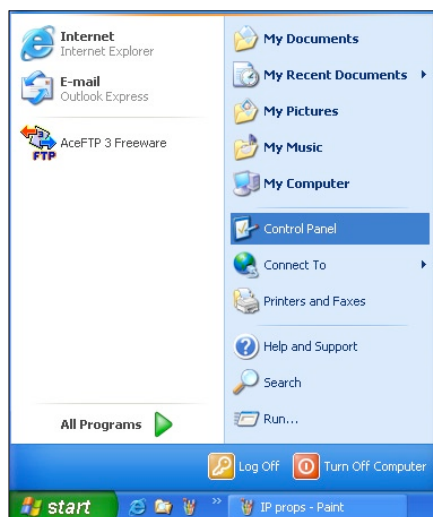 Internet
Internet Explorer
E-mail
Outlook Express
3
FTP
AceFTP 3 Freeware
All Programs
My Documents
My Recent Documents
My Pictures
My Music
My Computer
Control Panel
Connect To
Printers and Faxes
Help and Support
Search
Run...
Log Off
Turn Off Computer
start
IP props - Paint